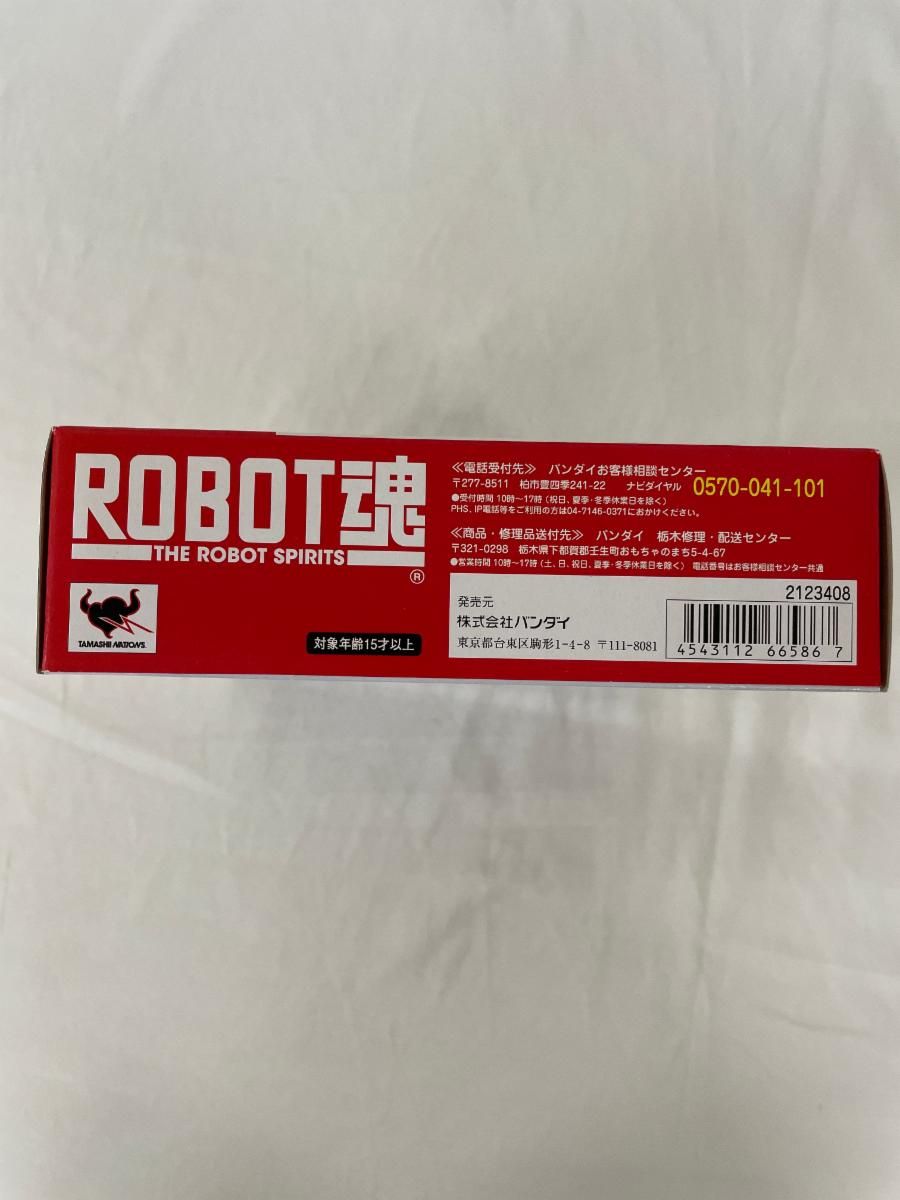 ROBOT魂
THE ROBOT SPIRITS
®
TAMASHII NATIONS
対象年齢15才以上
≪電話受付先≫ バンダイお客様相談センター
〒277-8511 柏市豊四季241-22 ナビダイヤル 0570-041-101
●受付時間 10時～17時 (祝日、夏季・冬季休業日を除く)
PHS、IP電話等をご利用の方は04-7146-0371におかけください。
≪商品・修理品送付先≫ バンダイ 栃木修理・配送センター
〒321-0298 栃木県下都賀郡壬生町おもちゃのまち5-4-67
●営業時間 10時～17時 (土、日、祝日、夏季・冬季休業日を除く) 電話番号はお客様相談センター共通
発売元
株式会社バンダイ
東京都台東区駒形1-4-8 〒111-8081
2123408
4543112 66586 7